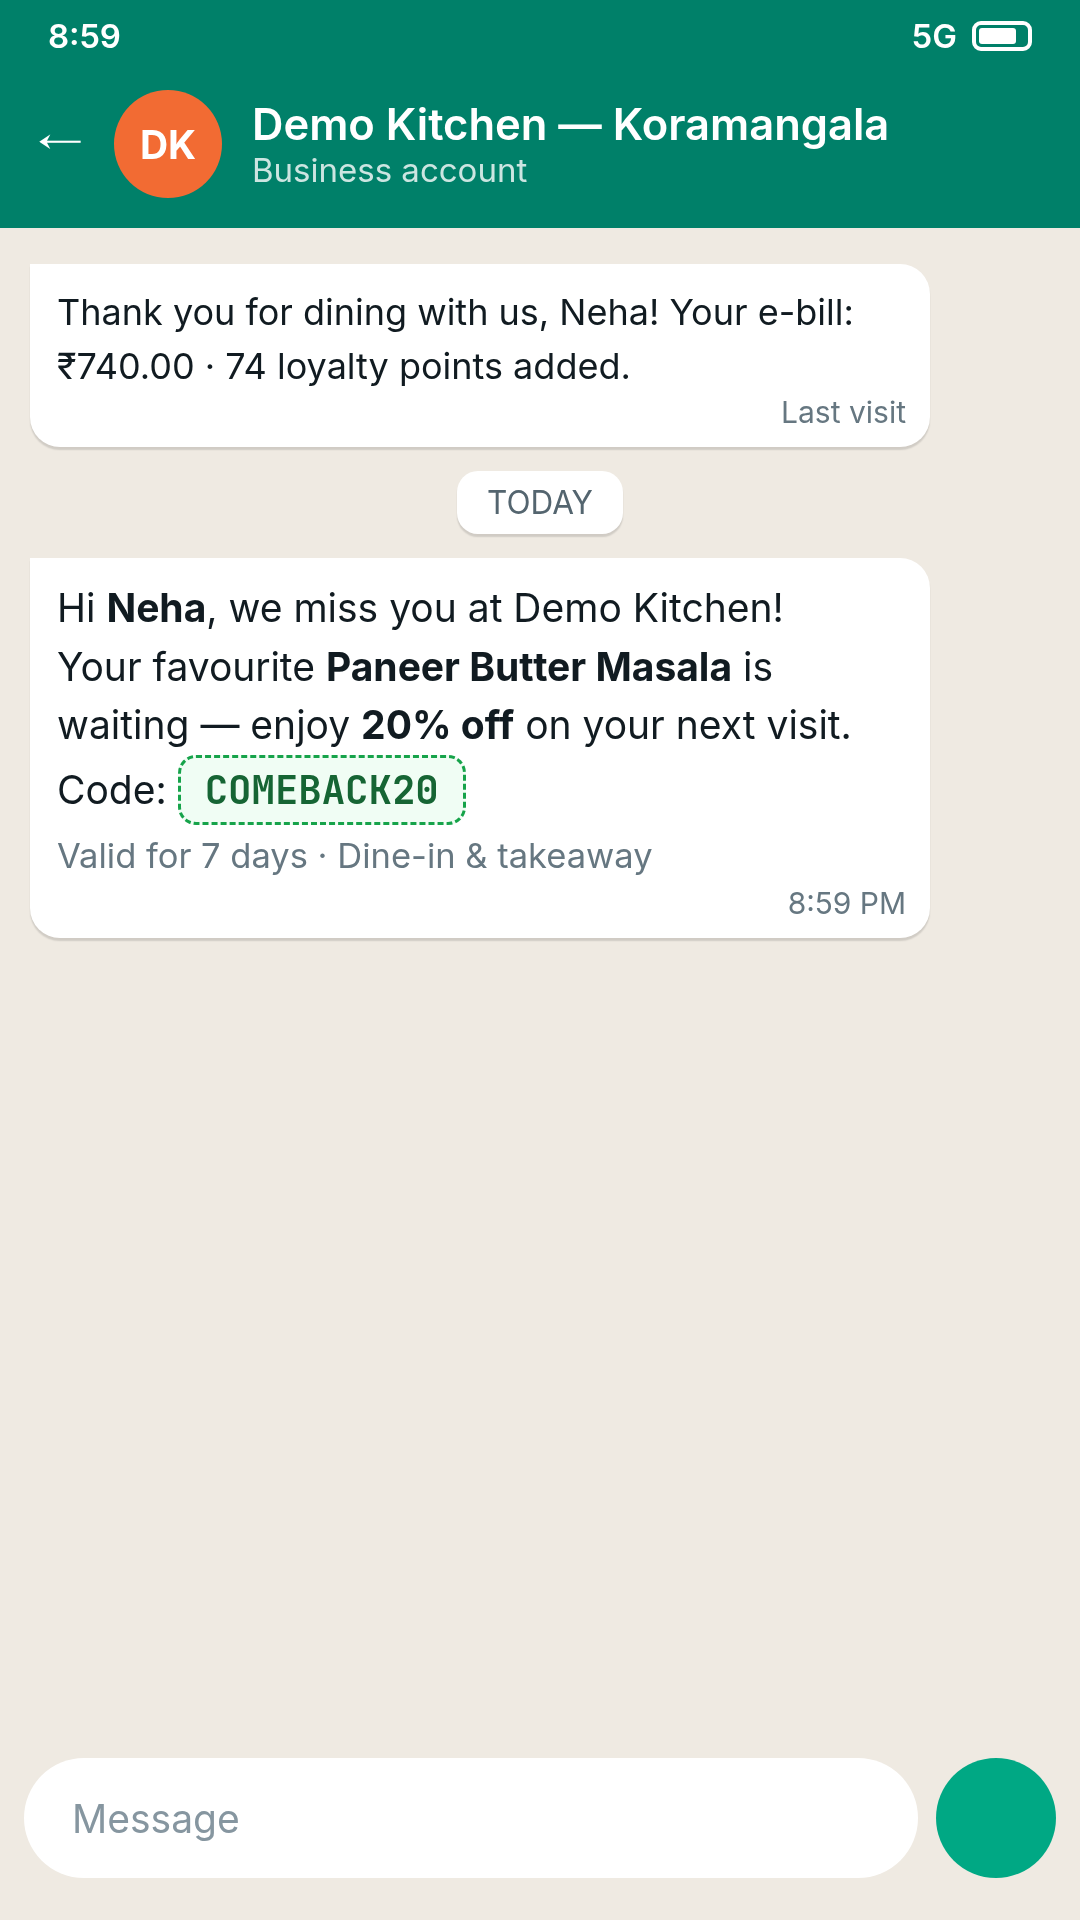 8:59
5G
←
DK
Demo Kitchen — Koramangala
Business account
Thank you for dining with us, Neha! Your e-bill:
₹740.00 · 74 loyalty points added.
Last visit
TODAY
Hi Neha, we miss you at Demo Kitchen!
Your favourite Paneer Butter Masala is
waiting — enjoy 20% off on your next visit.
Code: COMEBACK20
Valid for 7 days · Dine-in & takeaway
8:59 PM
Message